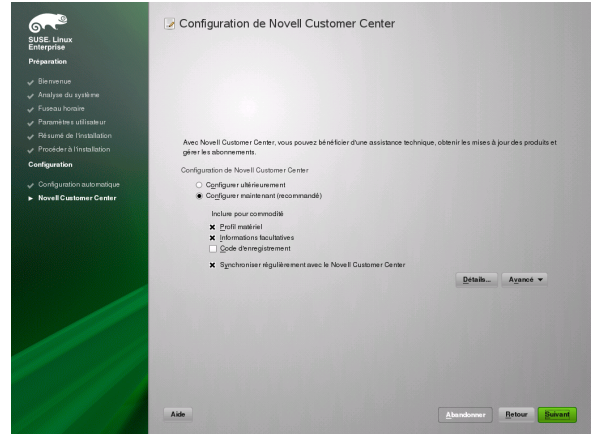 SUSE. Linux
Enterprise
Préparation
Bienvenue
Analyse du système
Fuseau horaire
Paramètres utilisateur
Résumé de l'installation
Procéder à l'installation
Configuration
Configuration automatique
Novell Customer Center
Configuration de Novell Customer Center
Avec Novell Customer Center, vous pouvez bénéficier d'une assistance technique, obtenir les mises à jour des produits et
gérer les abonnements.
Configuration de Novell Customer Center
Configurer ultérieurement
Configurer maintenant (recommandé)
Inclure pour commodité
Profil matériel
Informations facultatives
Code d'enregistrement
Synchroniser régulièrement avec le Novell Customer Center
Détails... Avancé
Aide Abandonner Retour Suivant